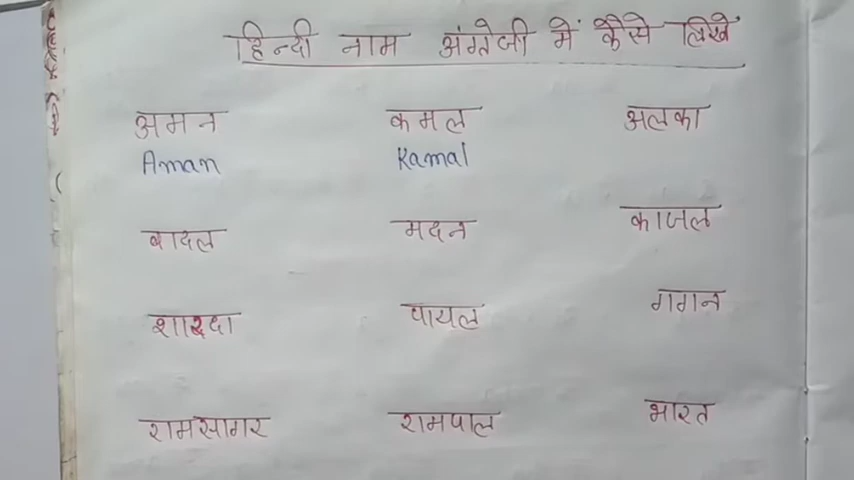 हिन्दी नाम अंग्रेजी में कैसे लिखें
अमन कमल अलका
Aman Kamal
बादल मदन काजल
शारदा पायल गगन
रामसागर रामपाल भारत